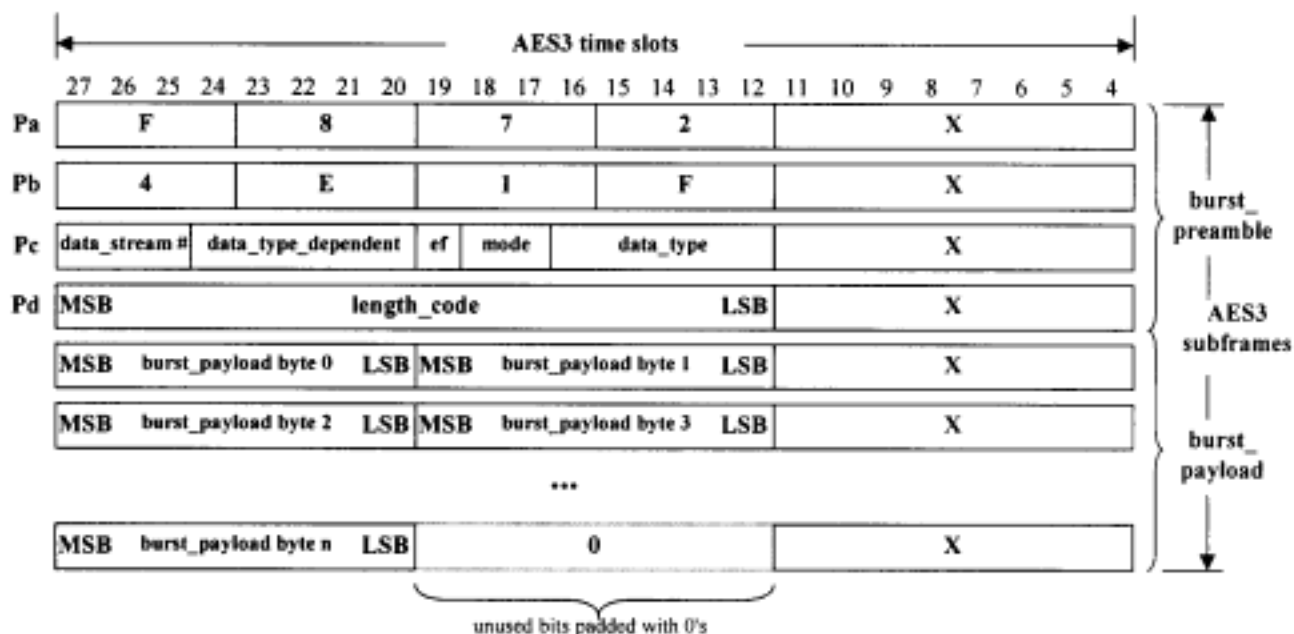 AES3 time slots
27 26 25 24 23 22 21 20 19 18 17 16 15 14 13 12 11 10 9 8 7 6 5 4
Pa F 8 7 2 X
Pb 4 E 1 F X
Pc data_stream # data_type_dependent ef mode data_type X
Pd MSB length_code LSB X
MSB burst_payload byte 0 LSB MSB burst_payload byte 1 LSB X
MSB burst_payload byte 2 LSB MSB burst_payload byte 3 LSB X
...
MSB burst_payload byte n LSB 0 X
unused bits padded with 0's
burst_
preamble
AES3
subframes
burst_
payload